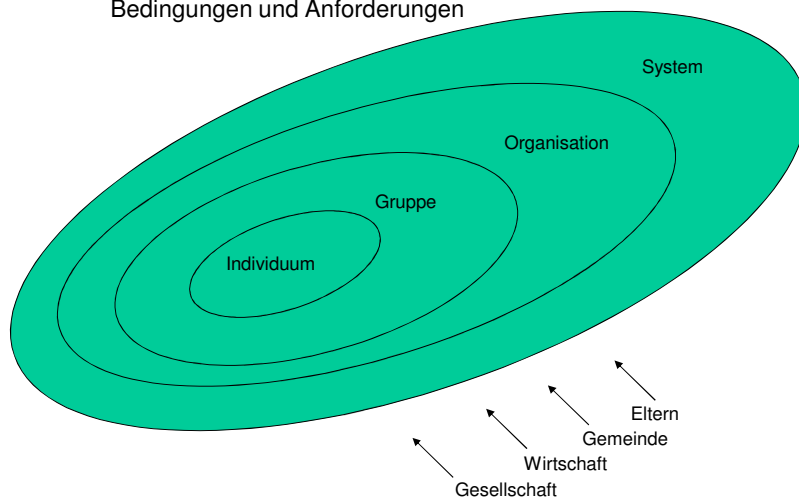 Bedingungen und Anforderungen
System
Organisation
Gruppe
Individuum
Eltern
Gemeinde
Wirtschaft
Gesellschaft